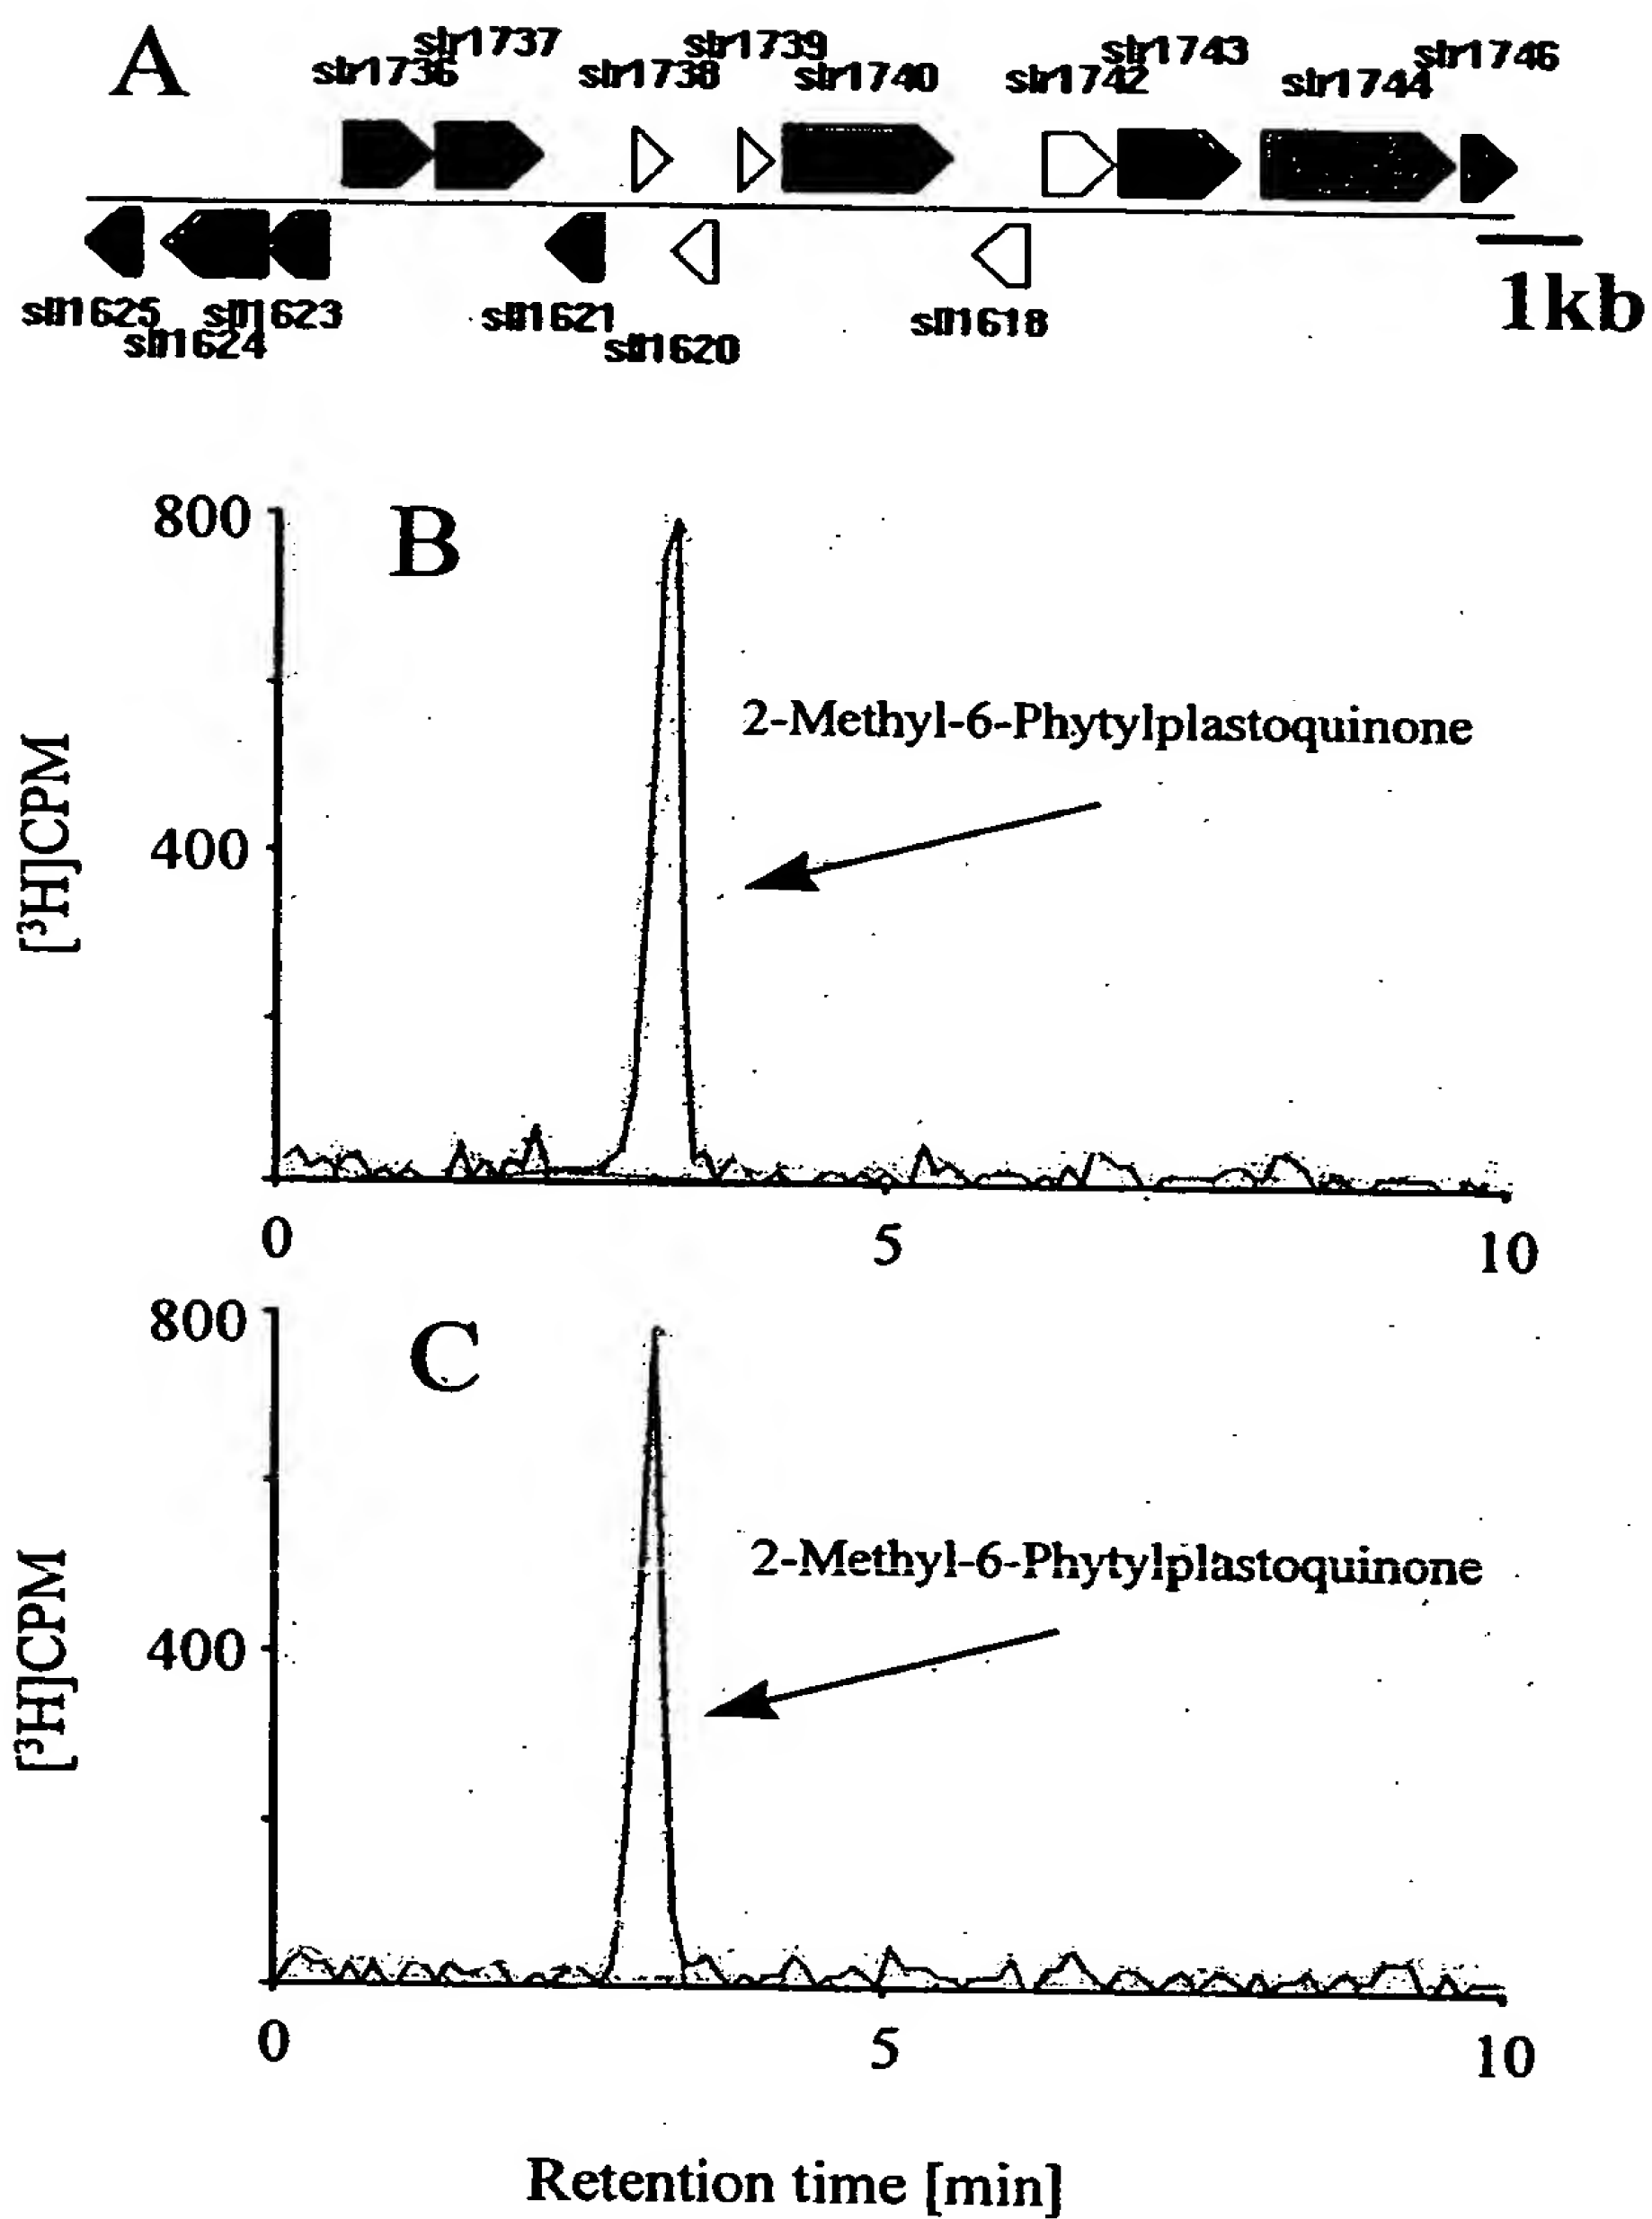 A
slr1737
slr1739
slr1743
slr1746
slr1736
slr1738
slr1740
slr1742
slr1744
1kb
sll1625
sll1623
sll1621
sll1618
sll1624
sll1620
B
800
400
[³H]CPM
2-Methyl-6-Phytylplastoquinone
0
5
10
C
800
400
[³H]CPM
2-Methyl-6-Phytylplastoquinone
0
5
10
Retention time [min]